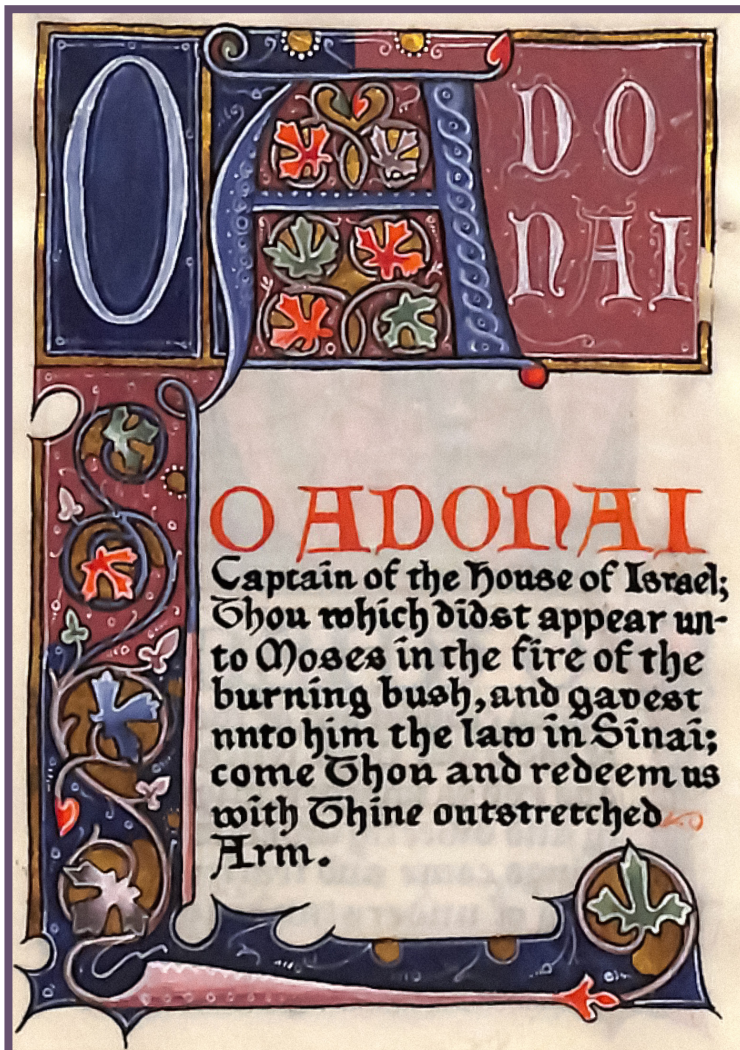 O ADO
NAI
O ADONAI
Captain of the House of Israel;
Thou which didst appear un-
to Moses in the fire of the
burning bush, and gavest
unto him the law in Sinai;
come Thou and redeem us
with Thine outstretched
Arm.